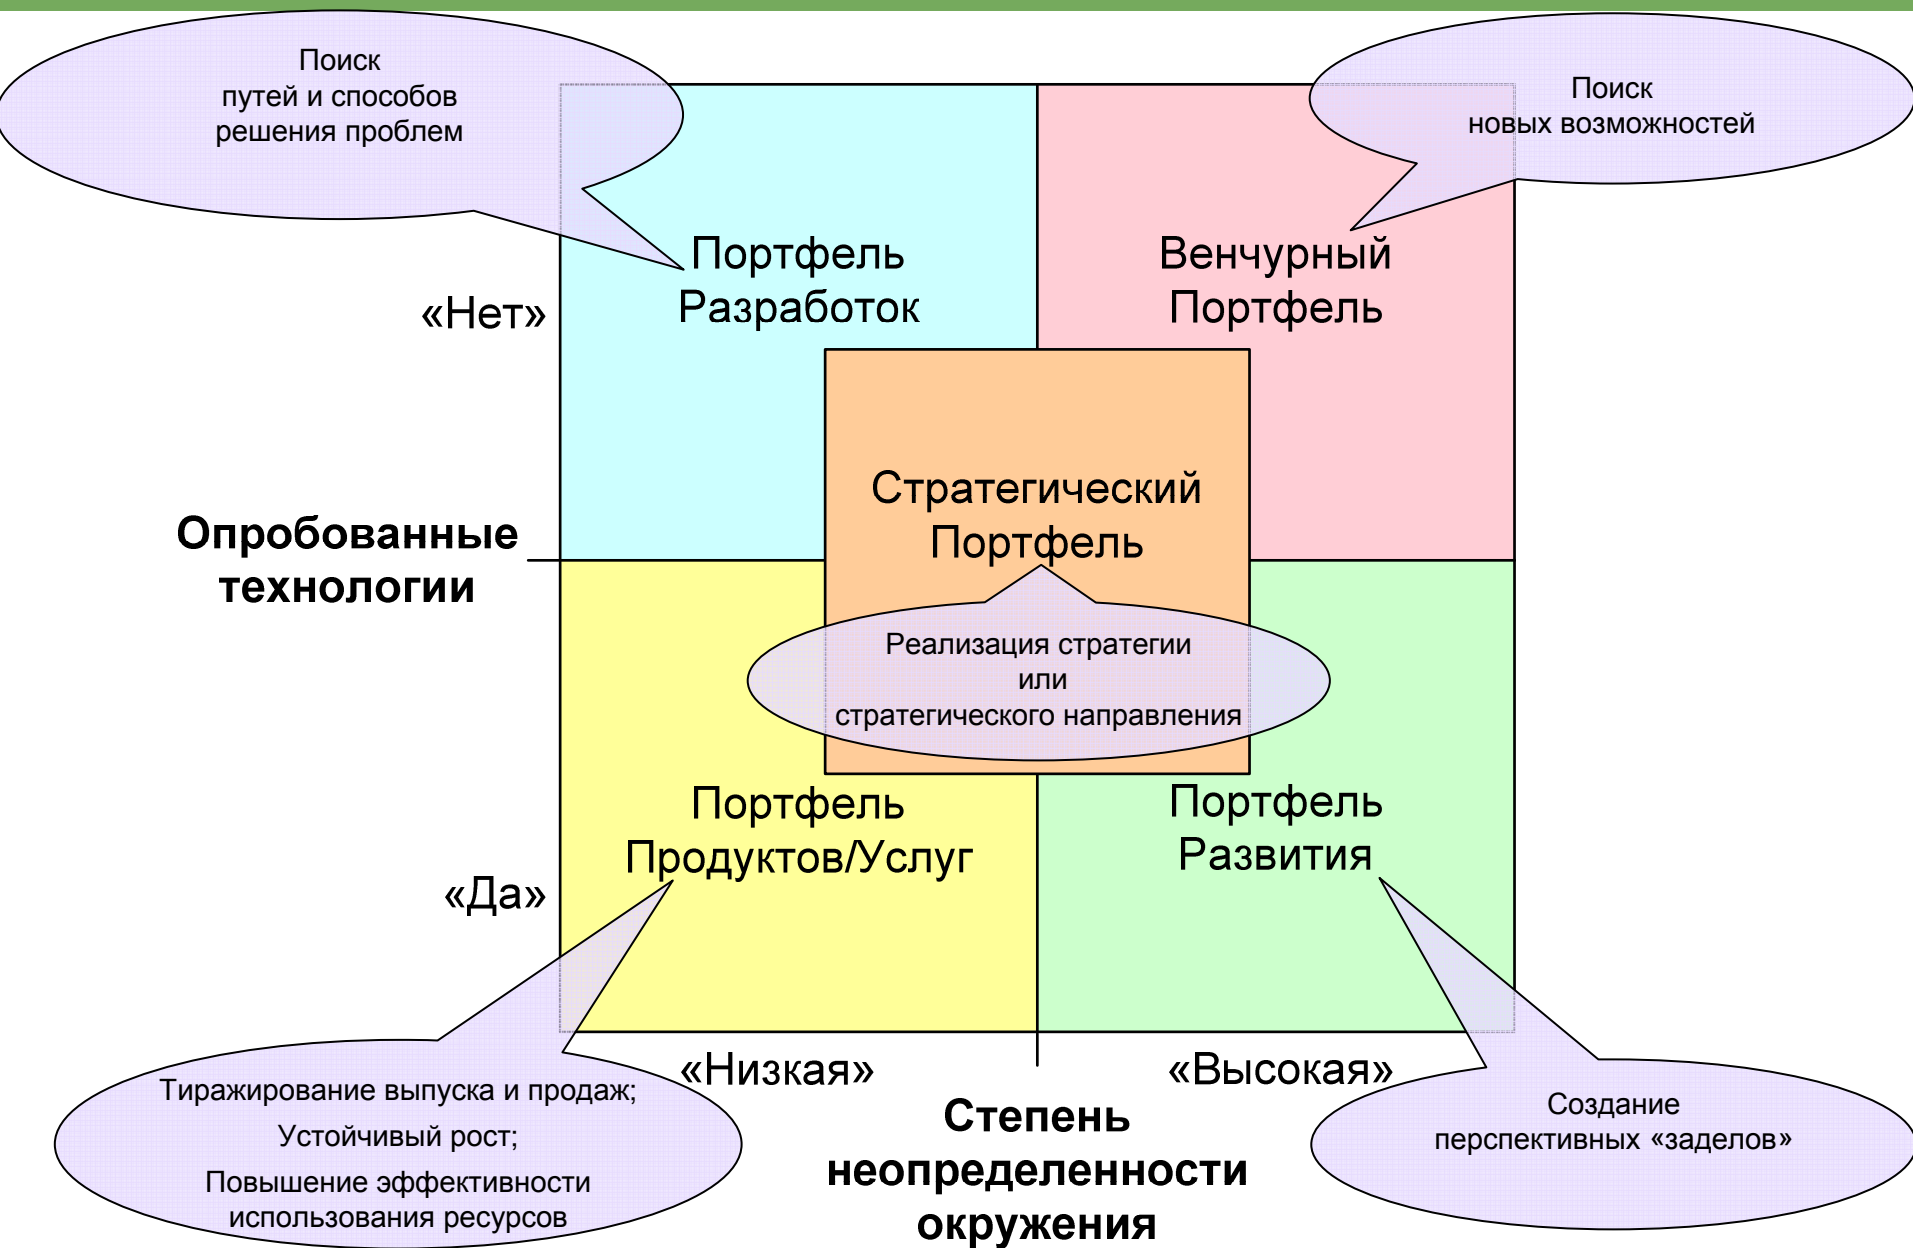 Поиск
путей и способов
решения проблем
Поиск
новых возможностей
Портфель
Разработок
Венчурный
Портфель
«Нет»
Стратегический
Портфель
Опробованные
технологии
Реализация стратегии
или
стратегического направления
Портфель
Продуктов/Услуг
Портфель
Развития
«Да»
«Низкая»
«Высокая»
Тиражирование выпуска и продаж;
Устойчивый рост;
Повышение эффективности
использования ресурсов
Степень
неопределенности
окружения
Создание
перспективных «заделов»